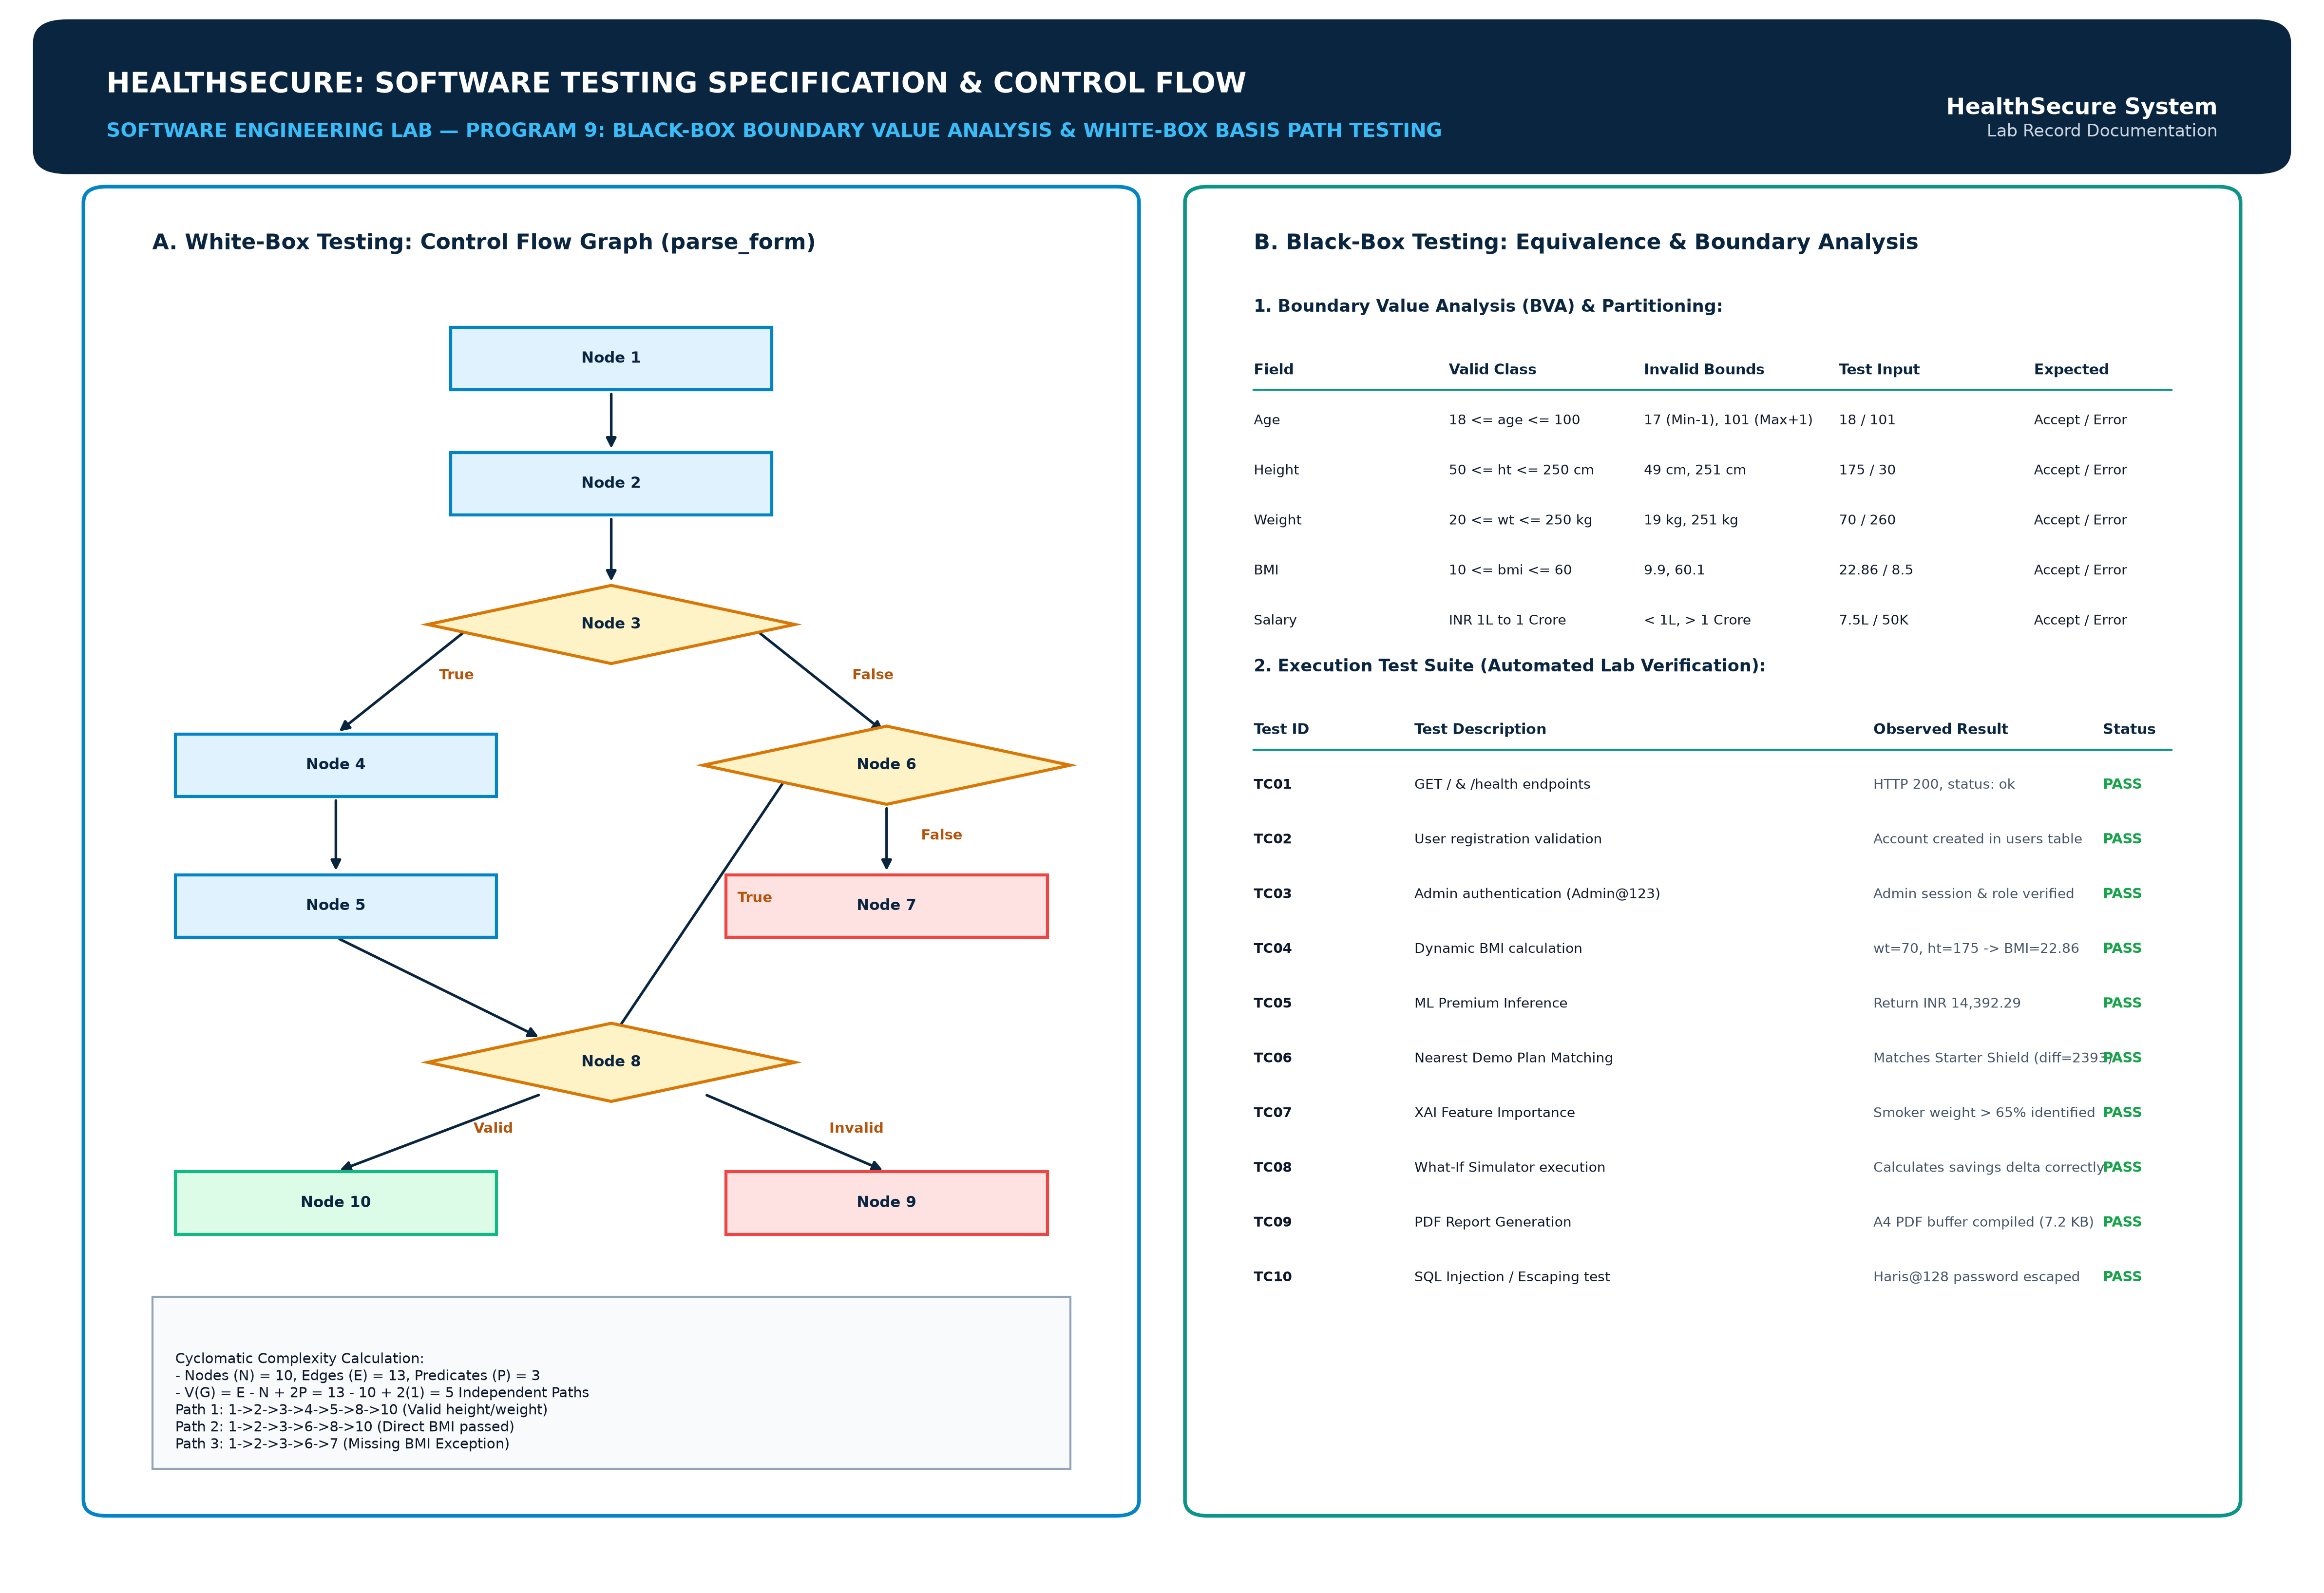 HEALTHSECURE: SOFTWARE TESTING SPECIFICATION & CONTROL FLOW
SOFTWARE ENGINEERING LAB — PROGRAM 9: BLACK-BOX BOUNDARY VALUE ANALYSIS & WHITE-BOX BASIS PATH TESTING
HealthSecure System
Lab Record Documentation
A. White-Box Testing: Control Flow Graph (parse_form)
Node 1
Node 2
Node 3
True
False
Node 4
Node 6
False
Node 5
True
Node 7
Node 8
Valid
Invalid
Node 10
Node 9
Cyclomatic Complexity Calculation:
- Nodes (N) = 10, Edges (E) = 13, Predicates (P) = 3
- V(G) = E - N + 2P = 13 - 10 + 2(1) = 5 Independent Paths
Path 1: 1->2->3->4->5->8->10 (Valid height/weight)
Path 2: 1->2->3->6->8->10 (Direct BMI passed)
Path 3: 1->2->3->6->7 (Missing BMI Exception)
B. Black-Box Testing: Equivalence & Boundary Analysis
1. Boundary Value Analysis (BVA) & Partitioning:
Field Valid Class Invalid Bounds Test Input Expected
Age 18 <= age <= 100 17 (Min-1), 101 (Max+1) 18 / 101 Accept / Error
Height 50 <= ht <= 250 cm 49 cm, 251 cm 175 / 30 Accept / Error
Weight 20 <= wt <= 250 kg 19 kg, 251 kg 70 / 260 Accept / Error
BMI 10 <= bmi <= 60 9.9, 60.1 22.86 / 8.5 Accept / Error
Salary INR 1L to 1 Crore < 1L, > 1 Crore 7.5L / 50K Accept / Error
2. Execution Test Suite (Automated Lab Verification):
Test ID Test Description Observed Result Status
TC01 GET / & /health endpoints HTTP 200, status: ok PASS
TC02 User registration validation Account created in users table PASS
TC03 Admin authentication (Admin@123) Admin session & role verified PASS
TC04 Dynamic BMI calculation wt=70, ht=175 -> BMI=22.86 PASS
TC05 ML Premium Inference Return INR 14,392.29 PASS
TC06 Nearest Demo Plan Matching Matches Starter Shield (diff=2393) PASS
TC07 XAI Feature Importance Smoker weight > 65% identified PASS
TC08 What-If Simulator execution Calculates savings delta correctly PASS
TC09 PDF Report Generation A4 PDF buffer compiled (7.2 KB) PASS
TC10 SQL Injection / Escaping test Haris@128 password escaped PASS